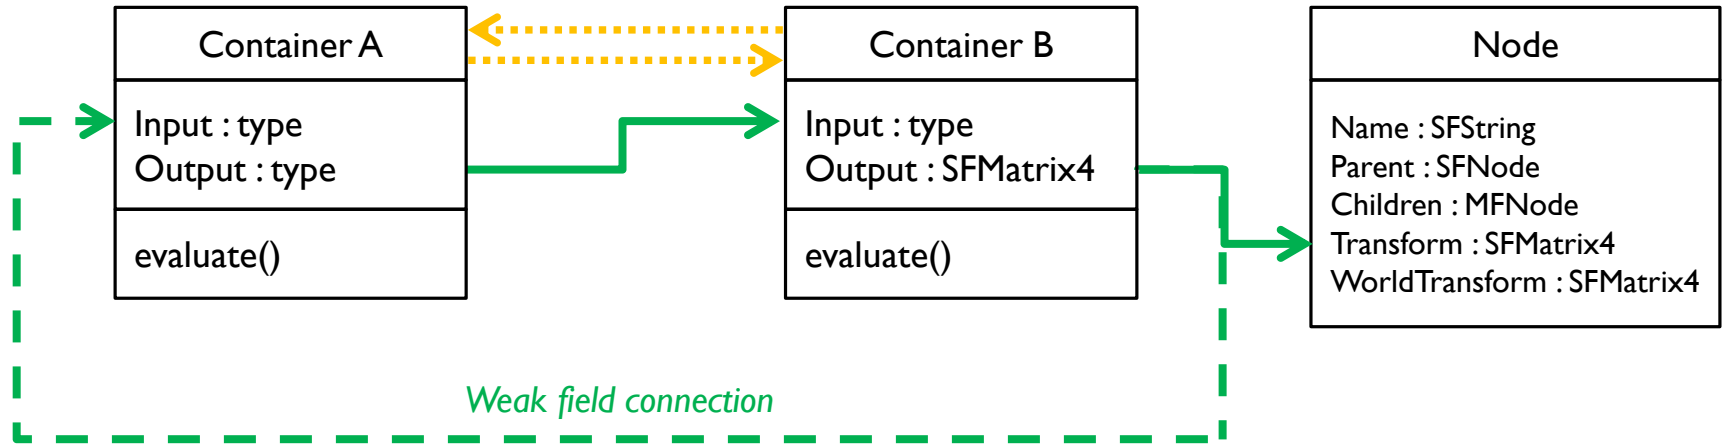 Container A
Input : type
Output : type
evaluate()
Container B
Input : type
Output : SFMatrix4
evaluate()
Node
Name : SFString
Parent : SFNode
Children : MFNode
Transform : SFMatrix4
WorldTransform : SFMatrix4
Weak field connection